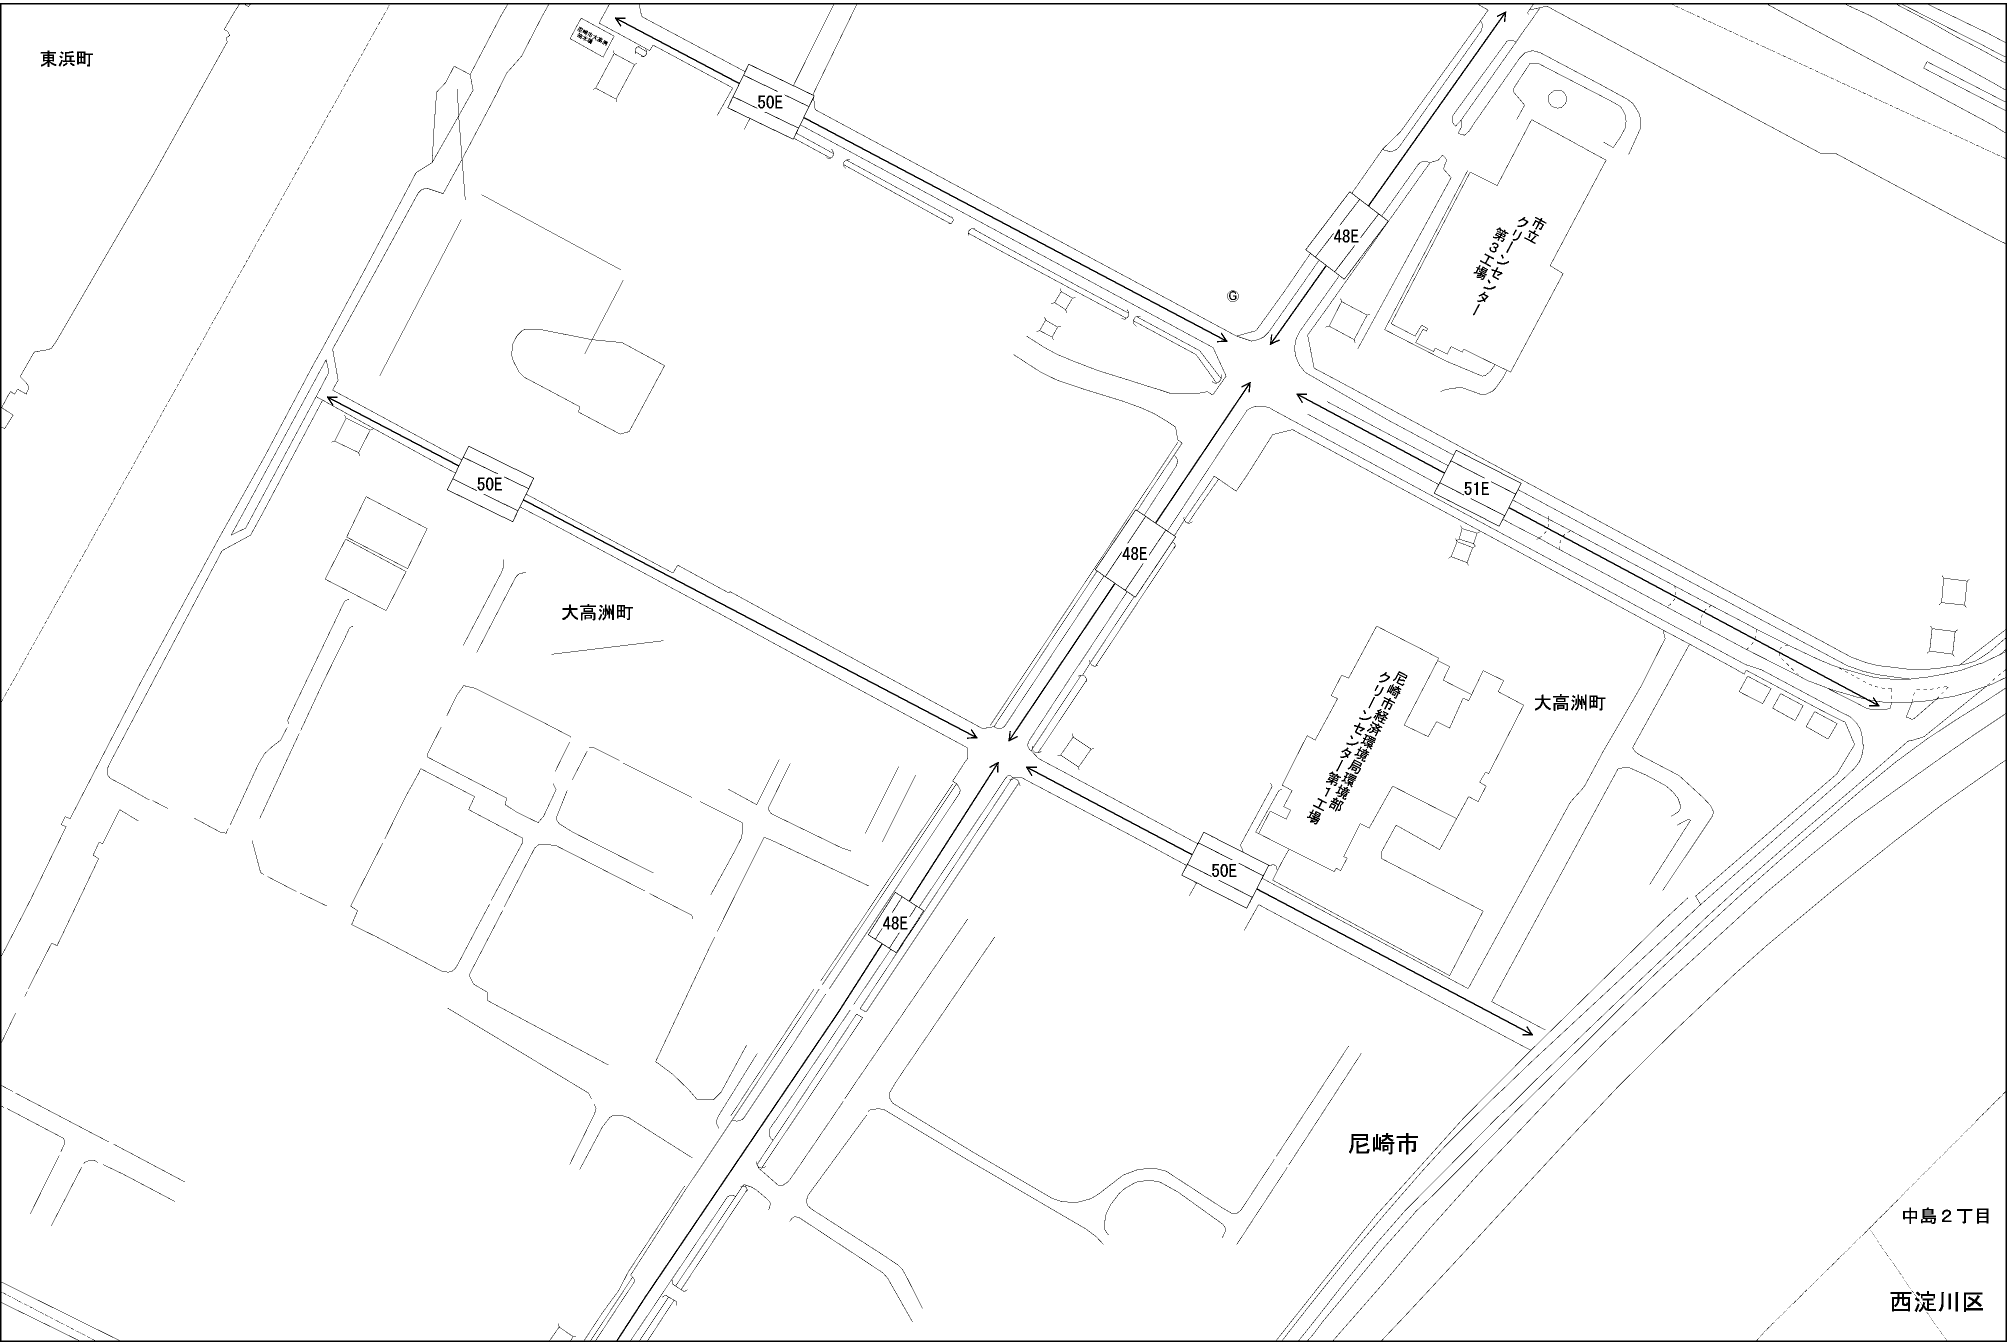 東浜町
50E
48E
市立
クリーンセンター
第3工場
G
50E
51E
48E
大高洲町
尼崎市経済環境局環境部
クリーンセンター第1工場
大高洲町
50E
48E
尼崎市
中島2丁目
西淀川区